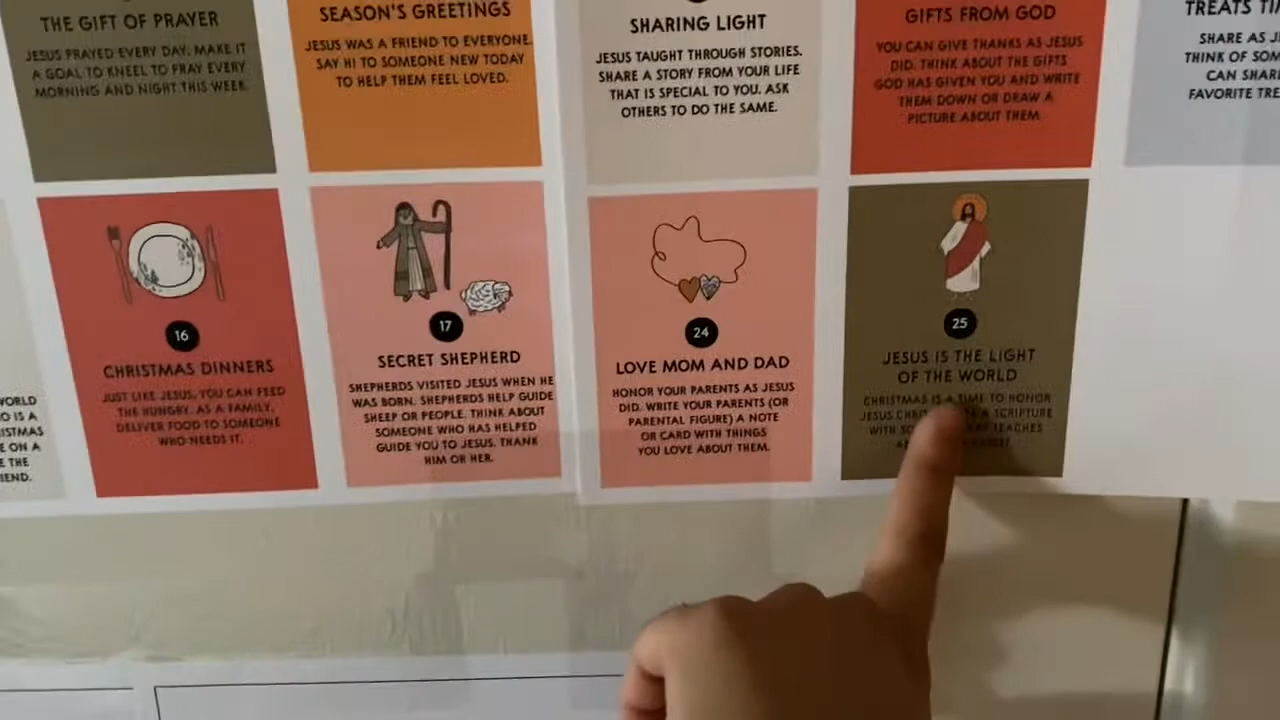 THE GIFT OF PRAYER
JESUS PRAYED EVERY DAY. MAKE IT
A GOAL TO KNEEL TO PRAY EVERY
MORNING AND NIGHT THIS WEEK.
SEASON'S GREETINGS
JESUS WAS A FRIEND TO EVERYONE.
SAY HI TO SOMEONE NEW TODAY
TO HELP THEM FEEL LOVED.
SHARING LIGHT
JESUS TAUGHT THROUGH STORIES.
SHARE A STORY FROM YOUR LIFE
THAT IS SPECIAL TO YOU. ASK
OTHERS TO DO THE SAME.
GIFTS FROM GOD
YOU CAN GIVE THANKS AS JESUS
DID. THINK ABOUT THE GIFTS
GOD HAS GIVEN YOU AND WRITE
THEM DOWN OR DRAW A
PICTURE ABOUT THEM.
TREATS
SHARE AS
THINK OF
CAN
FAVORITE
IS A
ON A
THE
16
CHRISTMAS DINNERS
JUST LIKE JESUS, YOU CAN FEED
THE HUNGRY. AS A FAMILY,
DELIVER FOOD TO SOMEONE
WHO NEEDS IT.
17
SECRET SHEPHERD
SHEPHERDS VISITED JESUS WHEN HE
WAS BORN. SHEPHERDS HELP GUIDE
SHEEP OR PEOPLE. THINK ABOUT
SOMEONE WHO HAS HELPED
GUIDE YOU TO JESUS. THANK
HIM OR HER.
24
LOVE MOM AND DAD
HONOR YOUR PARENTS AS JESUS
DID. WRITE YOUR PARENTS (OR
PARENTAL FIGURE) A NOTE
OR CARD WITH THINGS
YOU LOVE ABOUT THEM.
25
JESUS IS THE LIGHT
OF THE WORLD
CHRISTMAS IS A TIME TO HONOR
JESUS A SCRIPTURE
WITH TEACHES